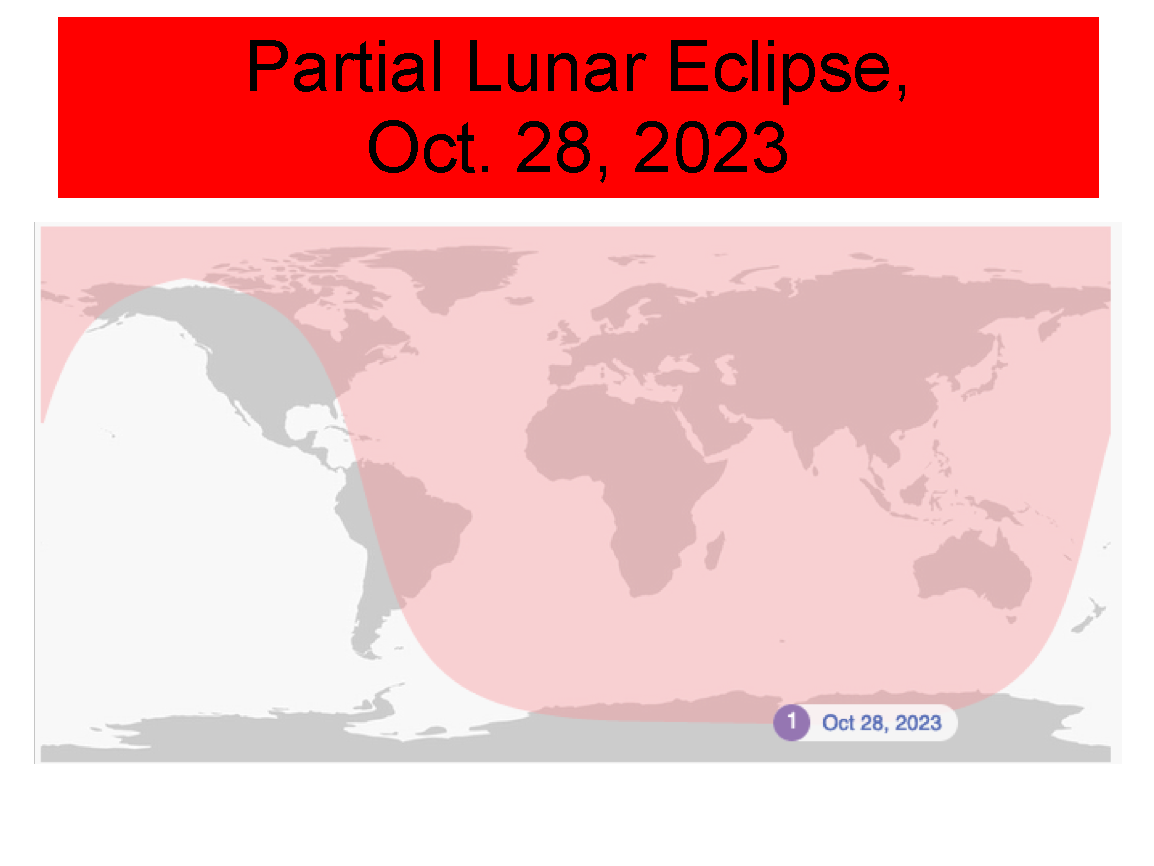 Partial Lunar Eclipse,
Oct. 28, 2023
1 Oct 28, 2023